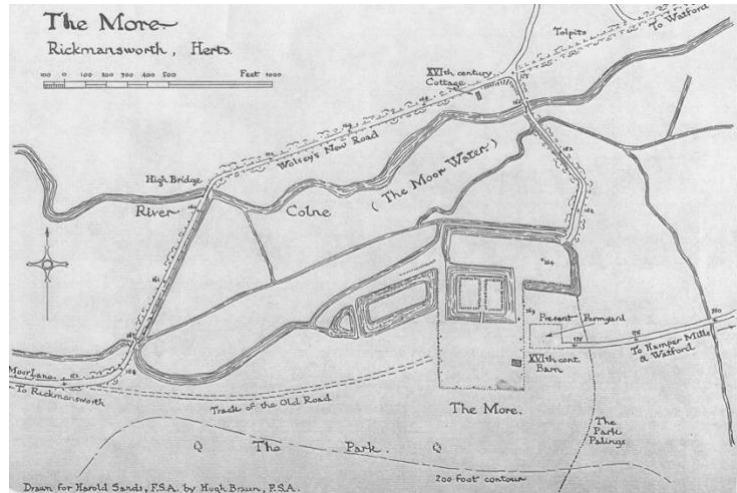 The More
Rickmansworth, Herts.
100 0 100 200 300 400 500 Feet 1000
Tolpits
To Watford
XVIth century
Cottage
Wolsey's New Road
High Bridge
River Colne (The Moor Water)
Present Farmyard
XVIth cent.
Barn
To Hamper Mills
& Watford
Moor Lane
To Rickmansworth
Track of the Old Road
The More.
The
Park
Palings
The Park.
200 foot contour
Drawn for Harold Sands, F.S.A. by Hugh Braun, F.S.A.